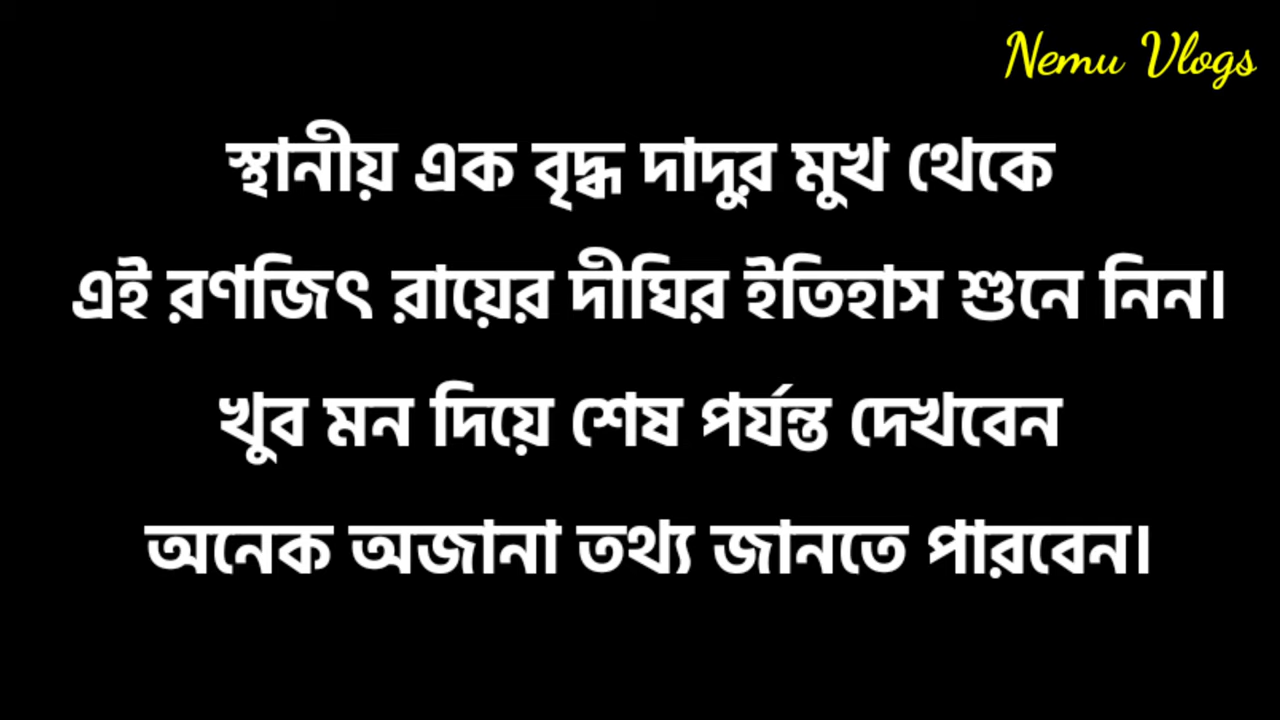 Nemu Vlogs
স্থানীয় এক বৃদ্ধ দাদুর মুখ থেকে
এই রণজিৎ রায়ের দীঘির ইতিহাস শুনে নিন।
খুব মন দিয়ে শেষ পর্যন্ত দেখবেন
অনেক অজানা তথ্য জানতে পারবেন।